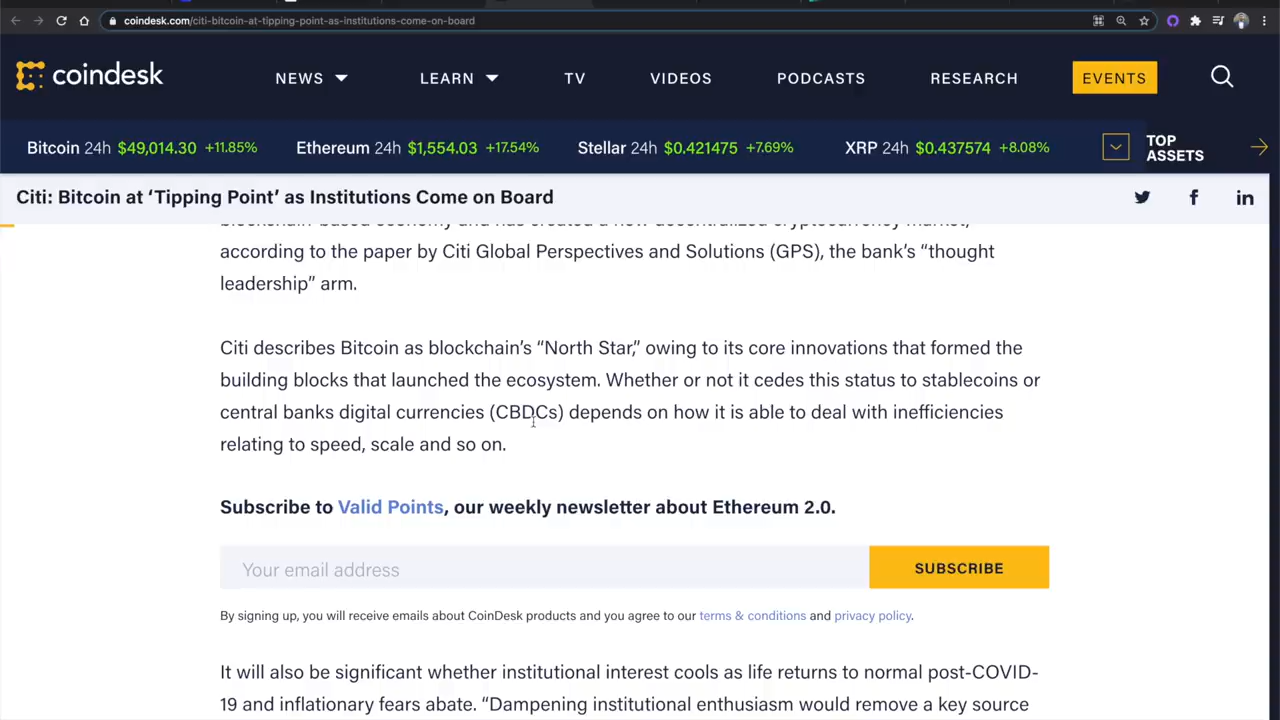 coindesk.com/citi-bitcoin-at-tipping-point-as-institutions-come-on-board
coindesk
NEWS
LEARN
TV
VIDEOS
PODCASTS
RESEARCH
EVENTS
Bitcoin 24h $49,014.30 +11.85%
Ethereum 24h $1,554.03 +17.54%
Stellar 24h $0.421475 +7.69%
XRP 24h $0.437574 +8.08%
TOP
ASSETS
Citi: Bitcoin at ‘Tipping Point’ as Institutions Come on Board
blockchain-based economy and has created a new decentralized cryptocurrency market,
according to the paper by Citi Global Perspectives and Solutions (GPS), the bank’s “thought
leadership” arm.
Citi describes Bitcoin as blockchain’s “North Star,” owing to its core innovations that formed the
building blocks that launched the ecosystem. Whether or not it cedes this status to stablecoins or
central banks digital currencies (CBDCs) depends on how it is able to deal with inefficiencies
relating to speed, scale and so on.
Subscribe to Valid Points, our weekly newsletter about Ethereum 2.0.
Your email address
SUBSCRIBE
By signing up, you will receive emails about CoinDesk products and you agree to our terms & conditions and privacy policy.
It will also be significant whether institutional interest cools as life returns to normal post-COVID-
19 and inflationary fears abate. “Dampening institutional enthusiasm would remove a key source